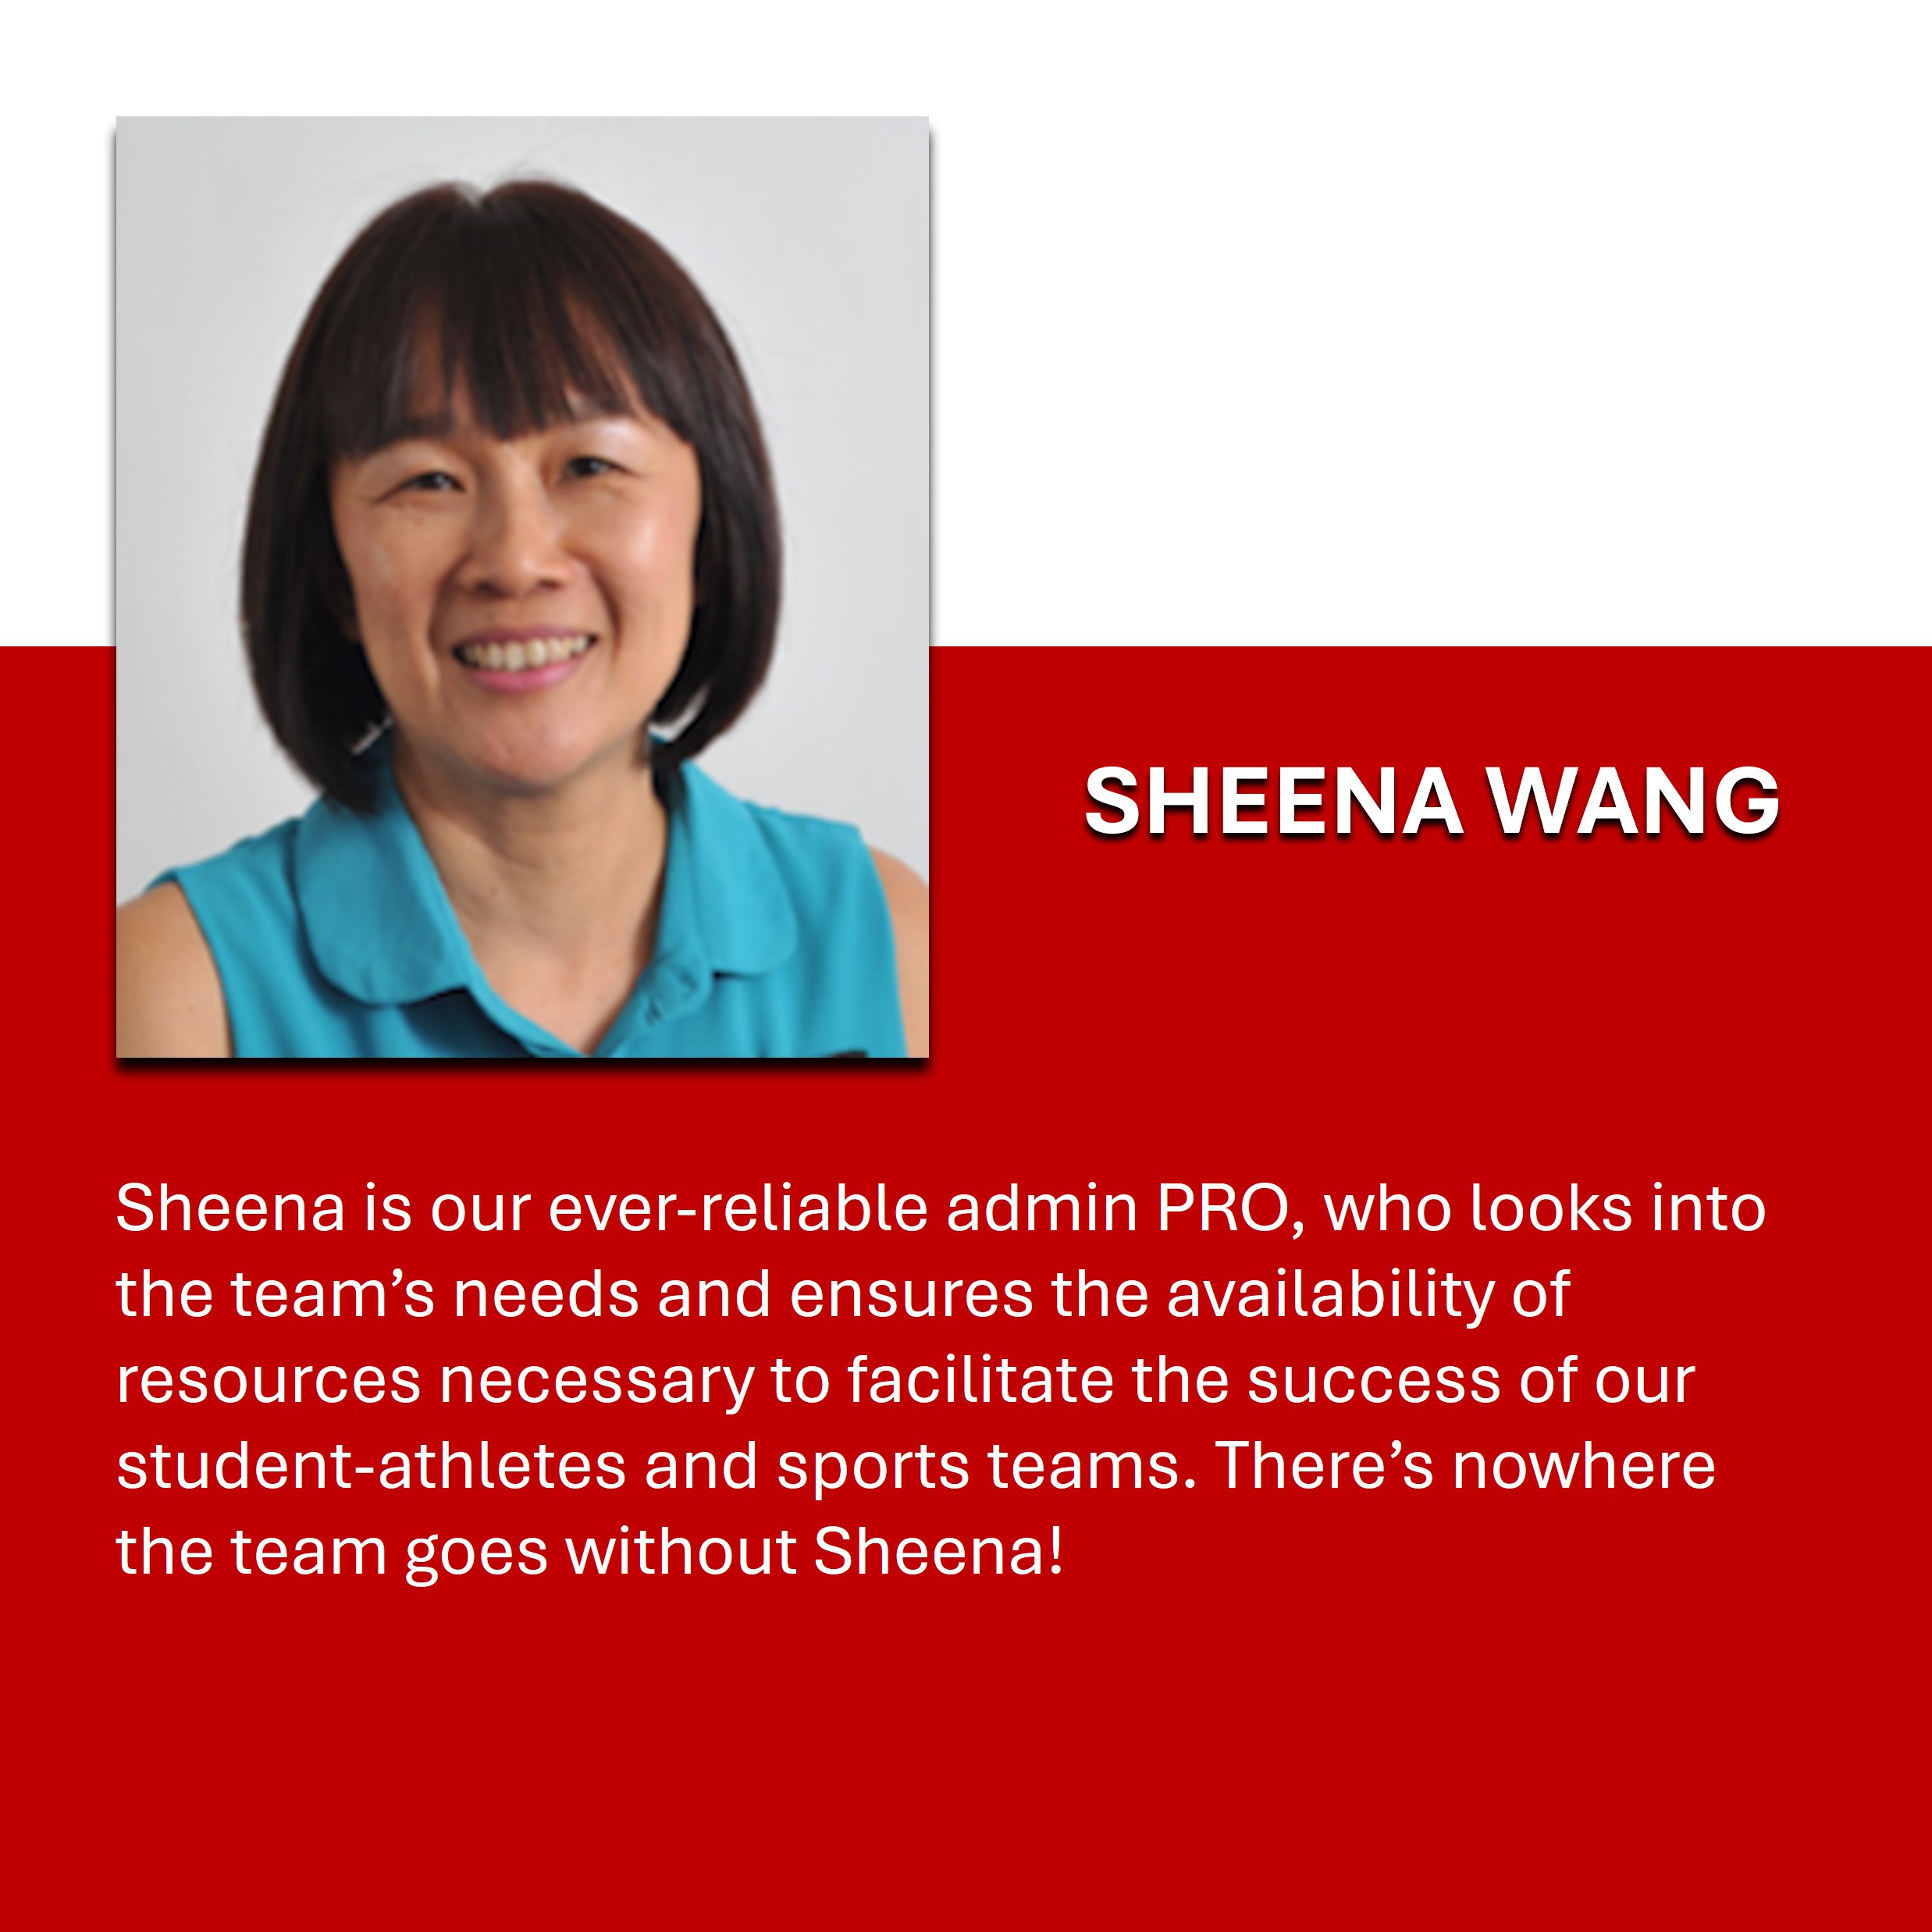 SHEENA WANG
Sheena is our ever-reliable admin PRO, who looks into
the team’s needs and ensures the availability of
resources necessary to facilitate the success of our
student-athletes and sports teams. There’s nowhere
the team goes without Sheena!